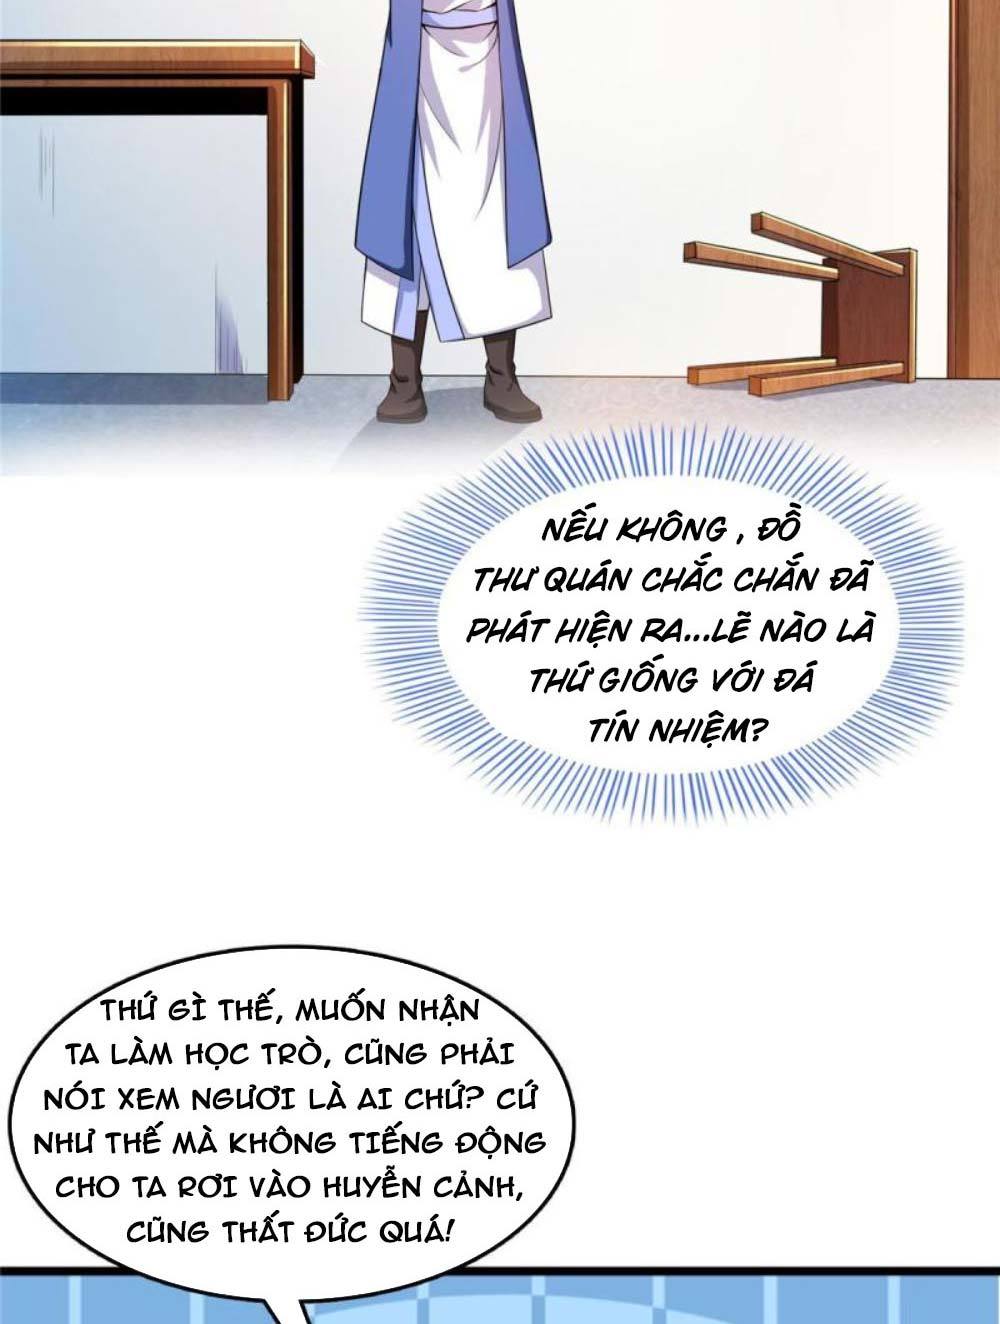 NẾU KHÔNG , ĐỒ
THƯ QUÁN CHẮC CHẮN ĐÃ
PHÁT HIỆN RA...LẼ NÀO LÀ
THỨ GIỐNG VỚI ĐÁ
TÍN NHIỆM?
THỨ GÌ THẾ, MUỐN NHẬN
TA LÀM HỌC TRÒ, CŨNG PHẢI
NÓI XEM NGƯƠI LÀ AI CHỨ? CỨ
NHƯ THẾ MÀ KHÔNG TIẾNG ĐỘNG
CHO TA RƠI VÀO HUYỄN CẢNH,
CŨNG THẤT ĐỨC QUÁ!